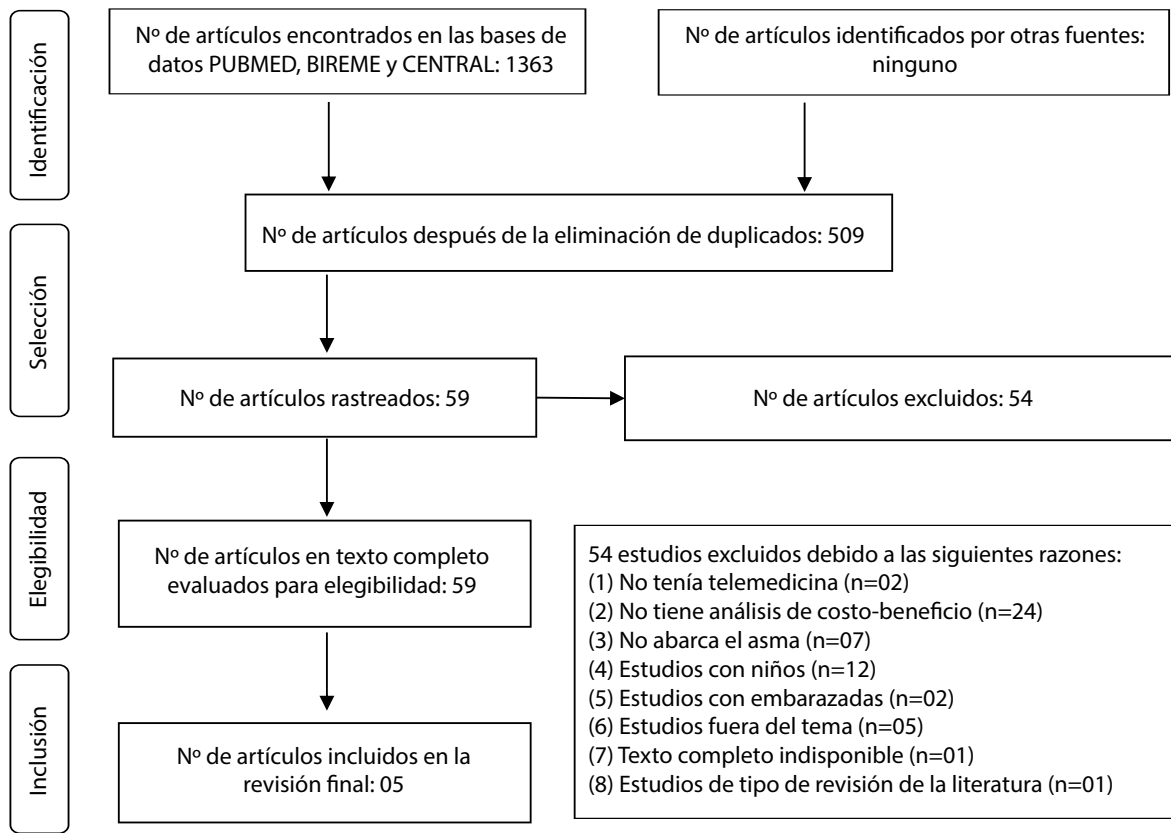 Identificación
Nº de artículos encontrados en las bases de
datos PUBMED, BIREME y CENTRAL: 1363
Nº de artículos identificados por otras fuentes:
ninguno
Nº de artículos después de la eliminación de duplicados: 509
Selección
Nº de artículos rastreados: 59
Nº de artículos excluidos: 54
Elegibilidad
Nº de artículos en texto completo
evaluados para elegibilidad: 59
54 estudios excluidos debido a las siguientes razones:
(1) No tenía telemedicina (n=02)
(2) No tiene análisis de costo-beneficio (n=24)
(3) No abarca el asma (n=07)
(4) Estudios con niños (n=12)
(5) Estudios con embarazadas (n=02)
(6) Estudios fuera del tema (n=05)
(7) Texto completo indisponible (n=01)
(8) Estudios de tipo de revisión de la literatura (n=01)
Inclusión
Nº de artículos incluidos en la
revisión final: 05